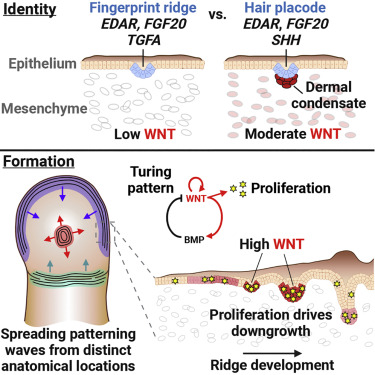 Identity
Fingerprint ridge vs. Hair placode
EDAR, FGF20 EDAR, FGF20
TGFA SHH
Epithelium
Mesenchyme
Dermal
condensate
Low WNT Moderate WNT
Formation
Turing
pattern
WNT Proliferation
BMP
High WNT
Proliferation drives
downgrowth
Spreading patterning
waves from distinct
anatomical locations
Ridge development